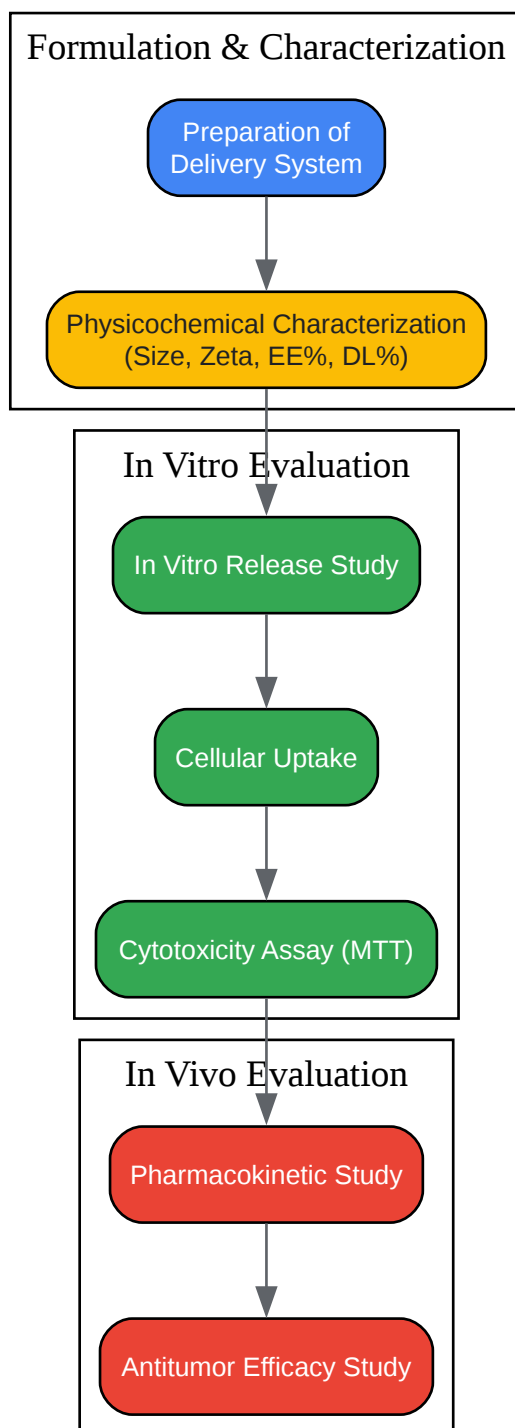 Formulation & Characterization
Preparation of
Delivery System
Physicochemical Characterization
(Size, Zeta, EE%, DL%)
In Vitro Evaluation
In Vitro Release Study
Cellular Uptake
Cytotoxicity Assay (MTT)
In Vivo Evaluation
Pharmacokinetic Study
Antitumor Efficacy Study